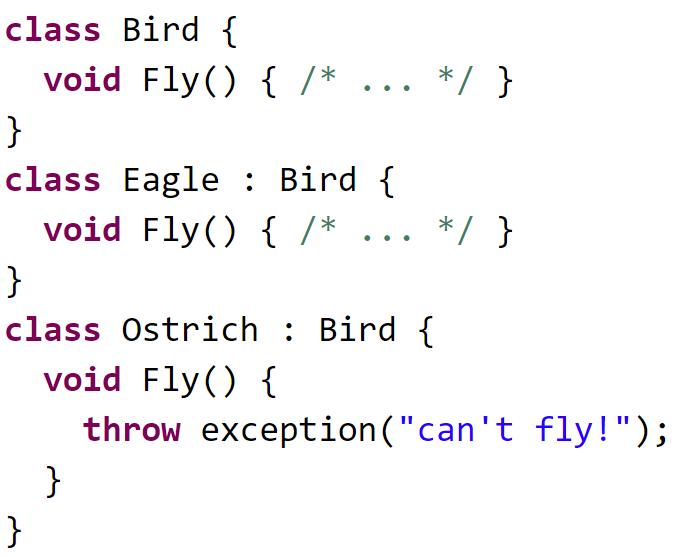 class Bird {
  void Fly() { /* ... */ }
}
class Eagle : Bird {
  void Fly() { /* ... */ }
}
class Ostrich : Bird {
  void Fly() {
    throw exception("can't fly!");
  }
}